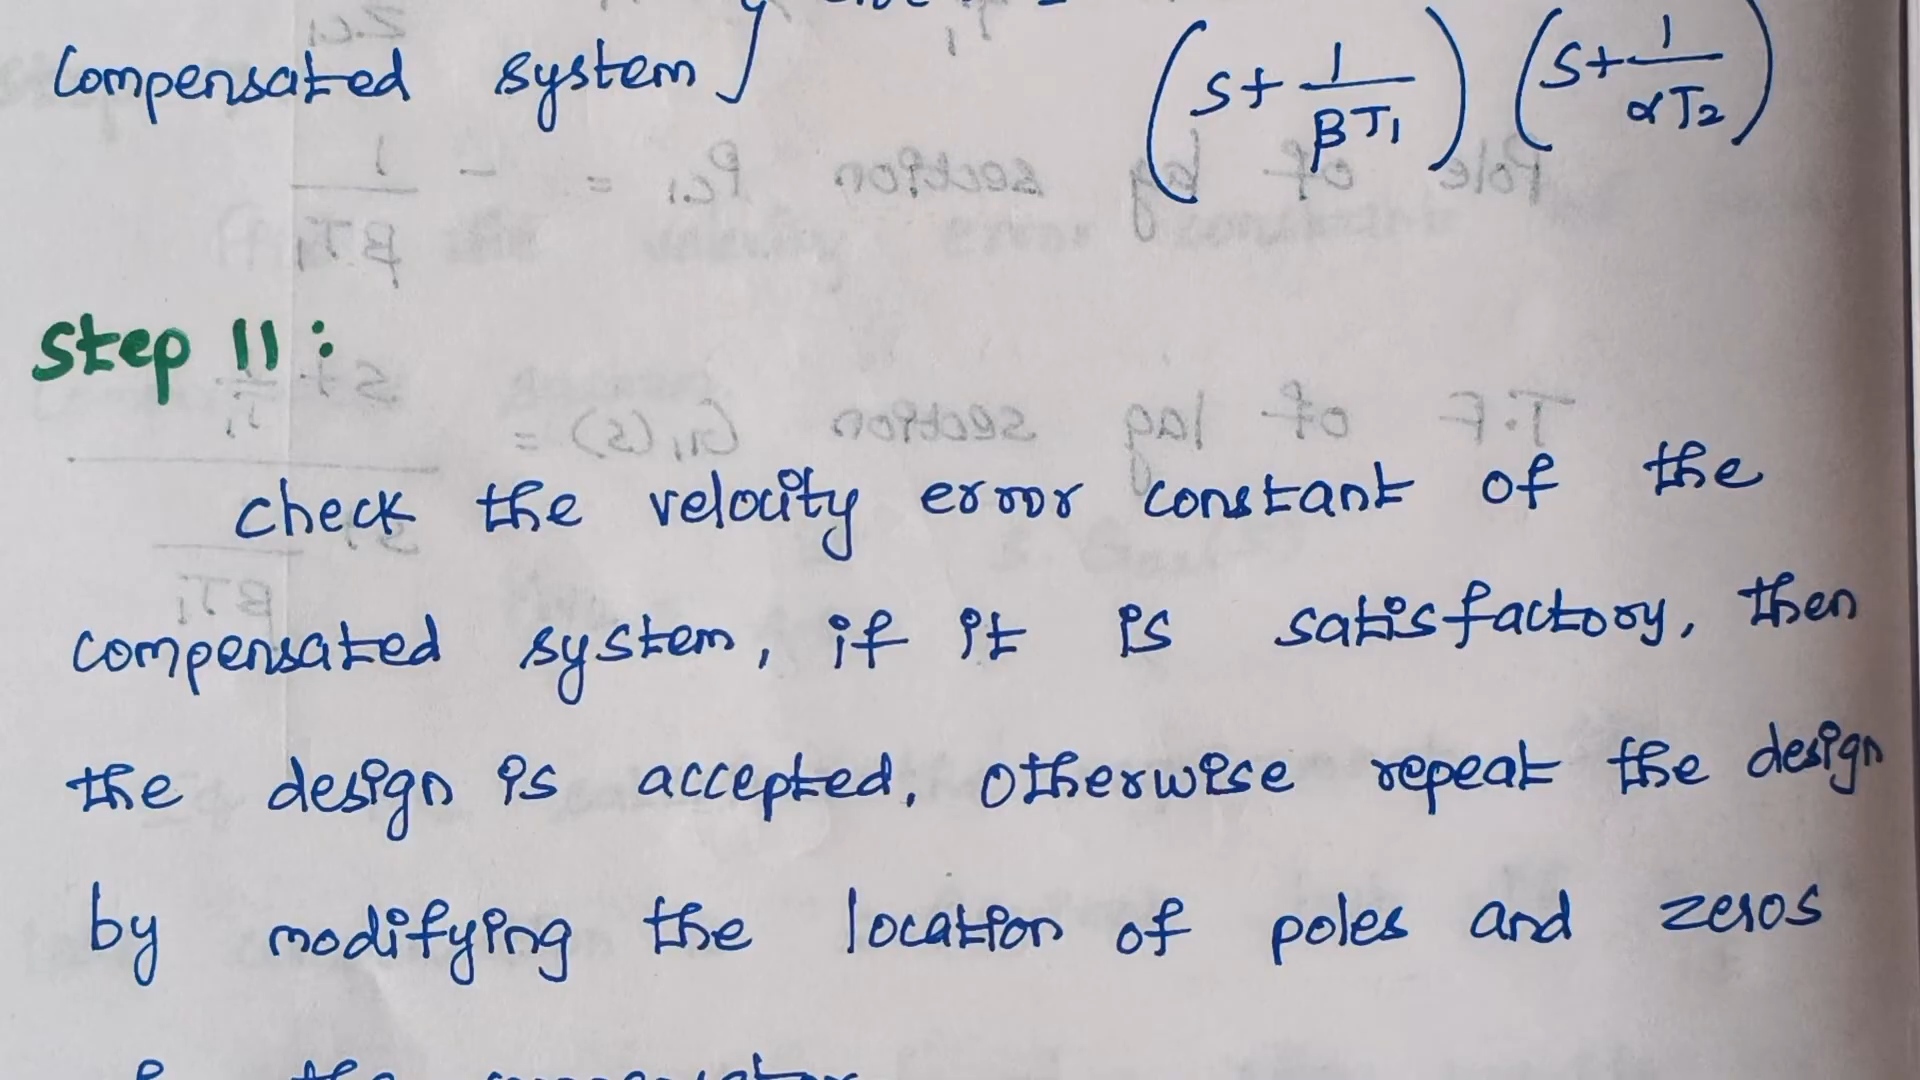 compensated system
(s+ 1/βT1) (s+ 1/αT2)
Step 11:
check the velocity error constant of the
compensated system, if it is satisfactory, then
the design is accepted. Otherwise repeat the design
by modifying the location of poles and zeros